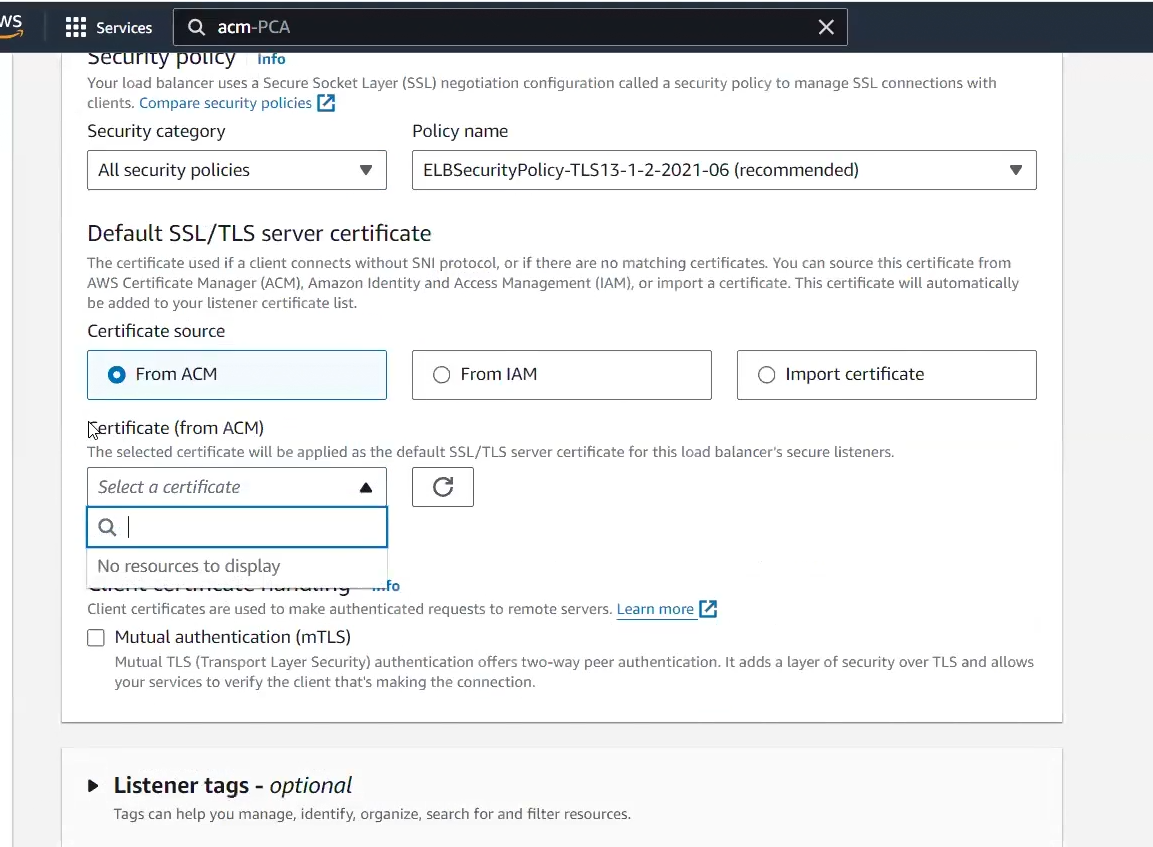 WS
Services
acm-PCA
Security policy
Info
Your load balancer uses a Secure Socket Layer (SSL) negotiation configuration called a security policy to manage SSL connections with
clients. Compare security policies
Security category
Policy name
All security policies
ELBSecurityPolicy-TLS13-1-2-2021-06 (recommended)
Default SSL/TLS server certificate
The certificate used if a client connects without SNI protocol, or if there are no matching certificates. You can source this certificate from
AWS Certificate Manager (ACM), Amazon Identity and Access Management (IAM), or import a certificate. This certificate will automatically
be added to your listener certificate list.
Certificate source
From ACM
From IAM
Import certificate
Certificate (from ACM)
The selected certificate will be applied as the default SSL/TLS server certificate for this load balancer's secure listeners.
Select a certificate
No resources to display
Client certificate handling Info
Client certificates are used to make authenticated requests to remote servers. Learn more
Mutual authentication (mTLS)
Mutual TLS (Transport Layer Security) authentication offers two-way peer authentication. It adds a layer of security over TLS and allows
your services to verify the client that's making the connection.
Listener tags - optional
Tags can help you manage, identify, organize, search for and filter resources.